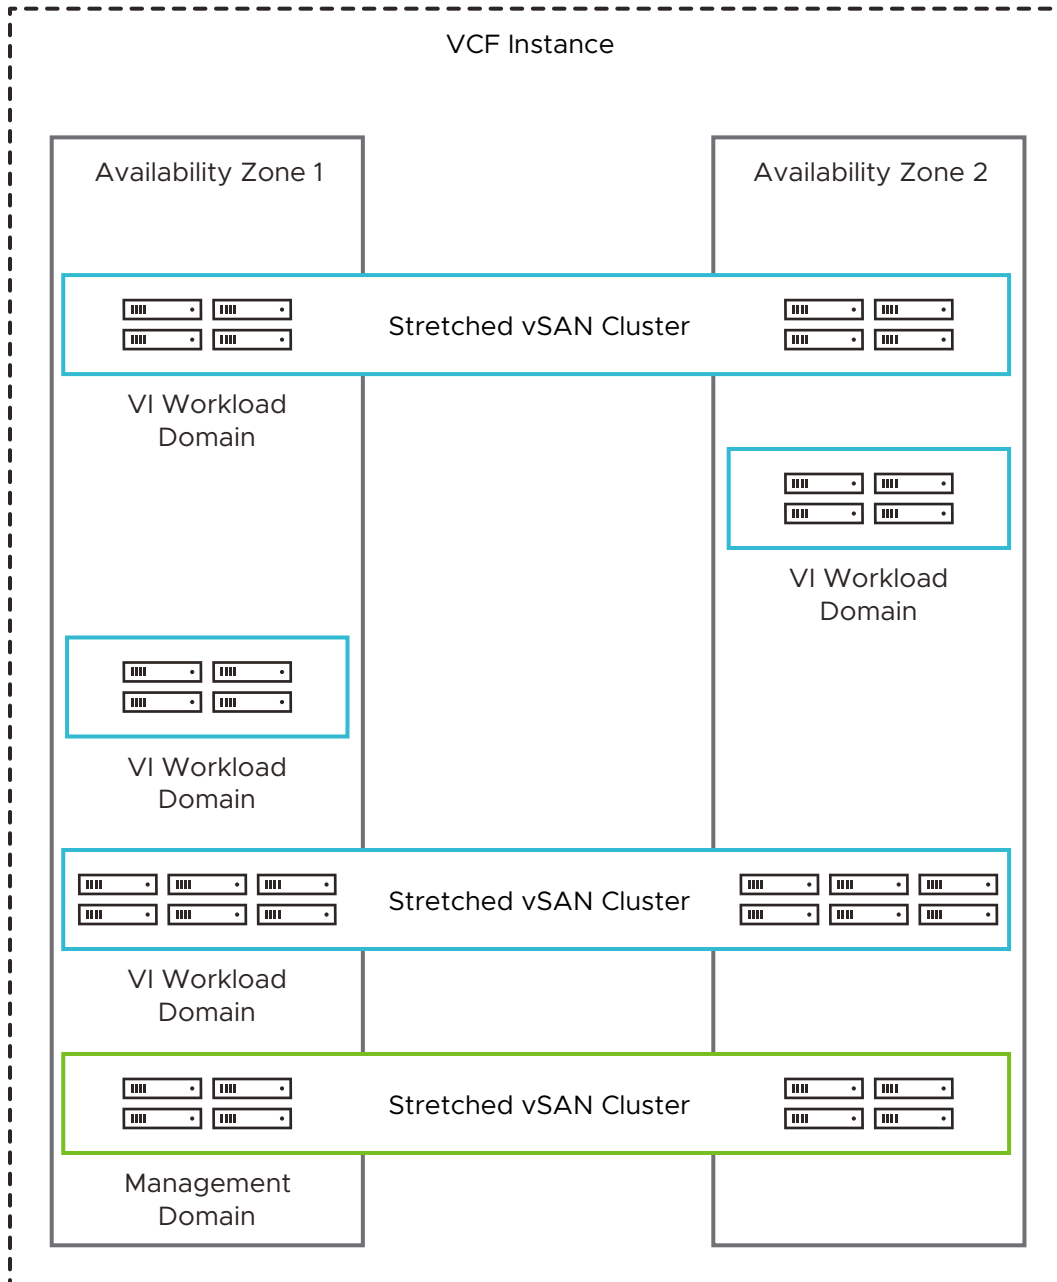 VCF Instance
Availability Zone 1
Availability Zone 2
Stretched vSAN Cluster
VI Workload
Domain
VI Workload
Domain
VI Workload
Domain
Stretched vSAN Cluster
VI Workload
Domain
Stretched vSAN Cluster
Management
Domain